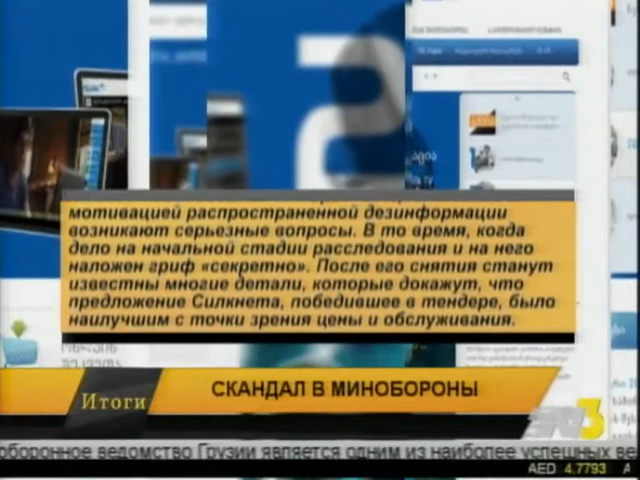 мотивацией распространенной дезинформации
возникают серьезные вопросы. В то время, когда
дело на начальной стадии расследования и на него
наложен гриф «секретно». После его снятия станут
известны многие детали, которые докажут, что
предложение Силкнета, победившее в тендере, было
наилучшим с точки зрения цены и обслуживания.
Итоги
СКАНДАЛ В МИНОБОРОНЫ
3
оборонное ведомство Грузии является одним из наиболее успешных ве
AED 4.7793